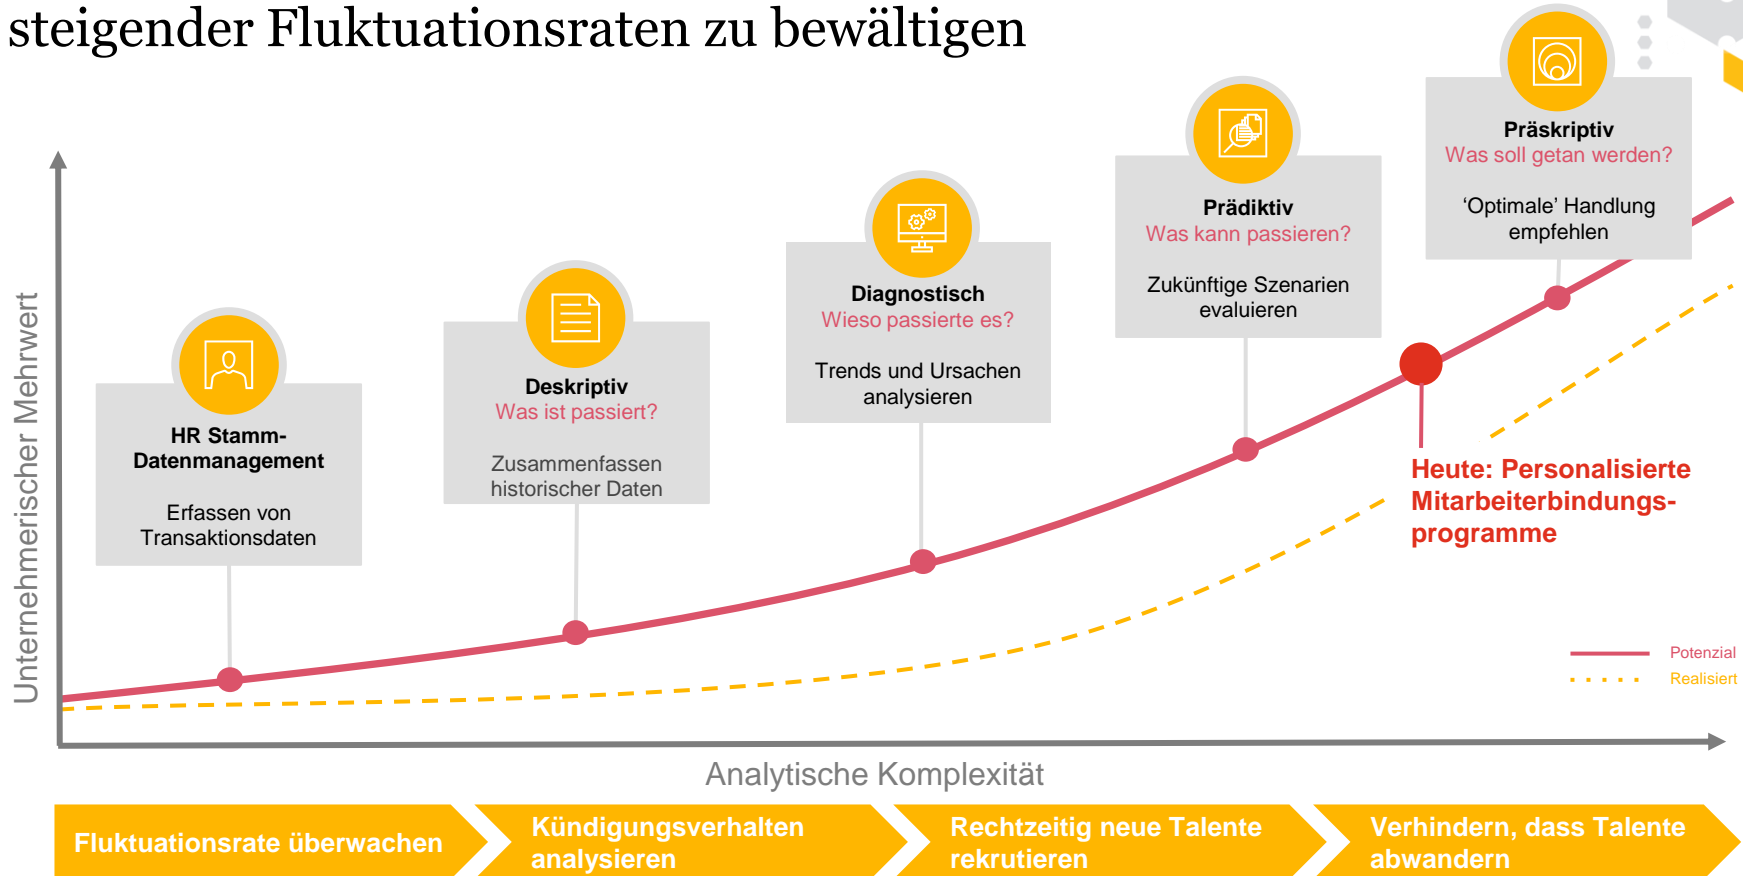 steigender Fluktuationsraten zu bewältigen
Präskriptiv
Was soll getan werden?
‘Optimale’ Handlung
empfehlen
Prädiktiv
Was kann passieren?
Zukünftige Szenarien
evaluieren
Diagnostisch
Wieso passierte es?
Trends und Ursachen
analysieren
Deskriptiv
Was ist passiert?
Zusammenfassen
historischer Daten
HR Stamm-
Datenmanagement
Erfassen von
Transaktionsdaten
Unternehmerischer Mehrwert
Heute: Personalisierte
Mitarbeiterbindungs-
programme
Potenzial
Realisiert
Analytische Komplexität
Fluktuationsrate überwachen
Kündigungsverhalten
analysieren
Rechtzeitig neue Talente
rekrutieren
Verhindern, dass Talente
abwandern